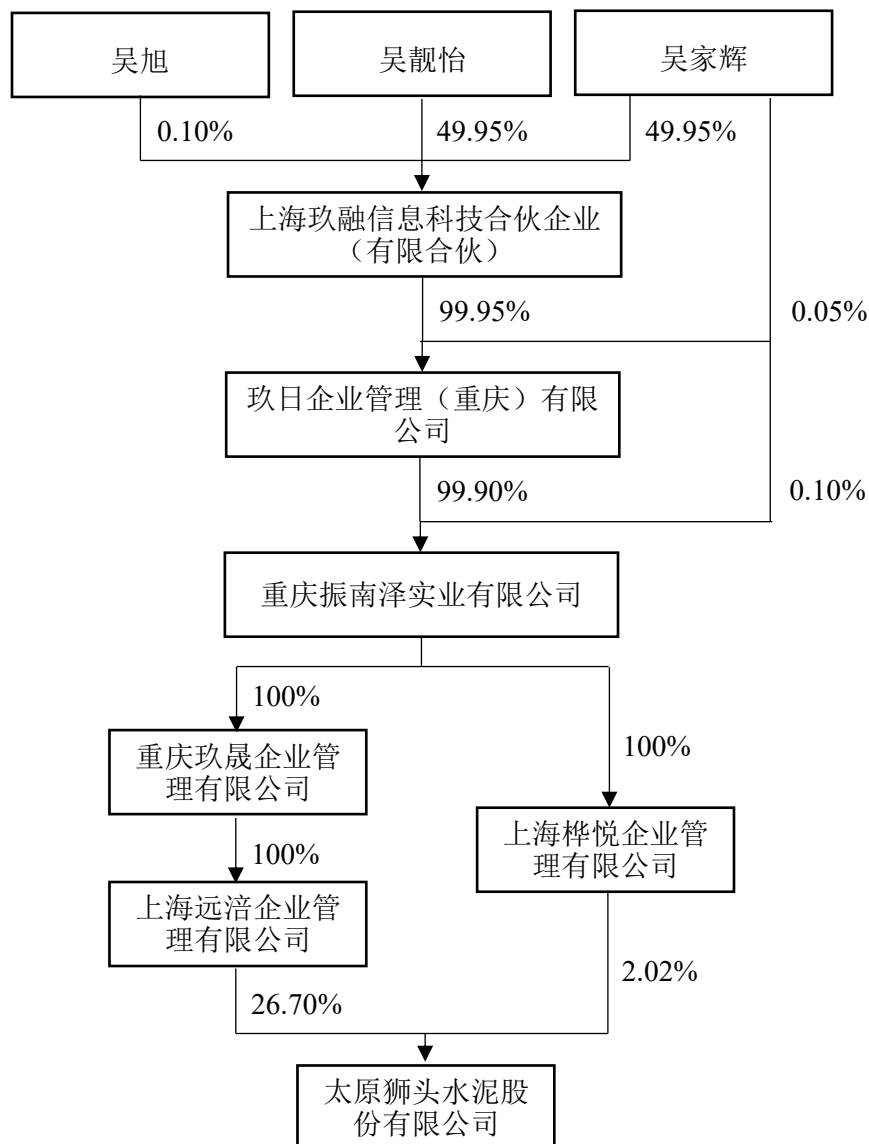 吴旭
吴靓怡
吴家辉
0.10%
49.95%
49.95%
上海玖融信息科技合伙企业
（有限合伙）
99.95%
0.05%
玖日企业管理（重庆）有限
公司
99.90%
0.10%
重庆振南泽实业有限公司
100%
重庆玖晟企业管
理有限公司
100%
100%
上海桦悦企业管
理有限公司
上海远涪企业管
理有限公司
2.02%
26.70%
太原狮头水泥股
份有限公司